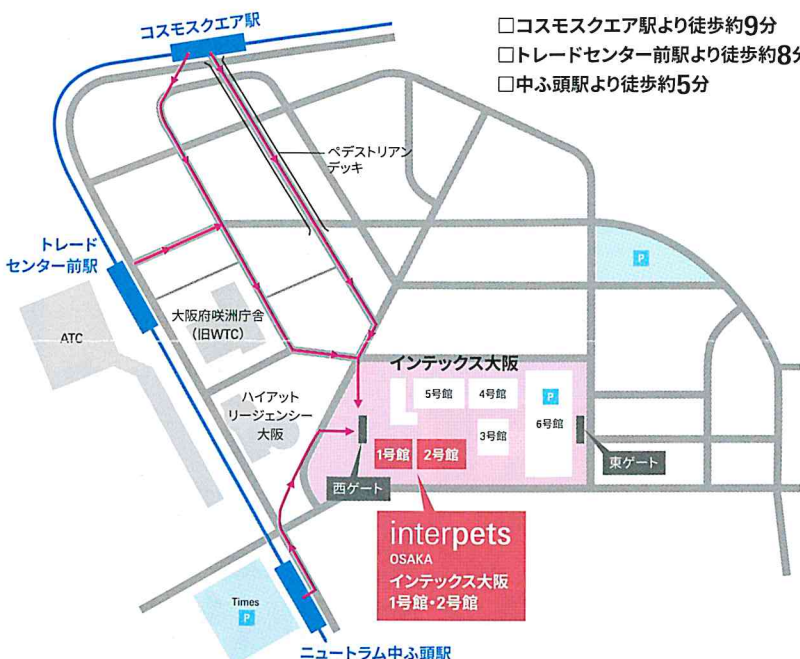 コスモスクエア駅
□コスモスクエア駅より徒歩約9分
□トレードセンター前駅より徒歩約8分
□中ふ頭駅より徒歩約5分
ペデストリアン
デッキ
トレード
センター前駅
P
大阪府咲洲庁舎
(旧WTC)
ATC
インテックス大阪
ハイアット
リージェンシー
大阪
5号館
4号館
P
6号館
3号館
1号館
2号館
東ゲート
西ゲート
interpets
OSAKA
インテックス大阪
1号館・2号館
Times
P
ニュートラム中ふ頭駅